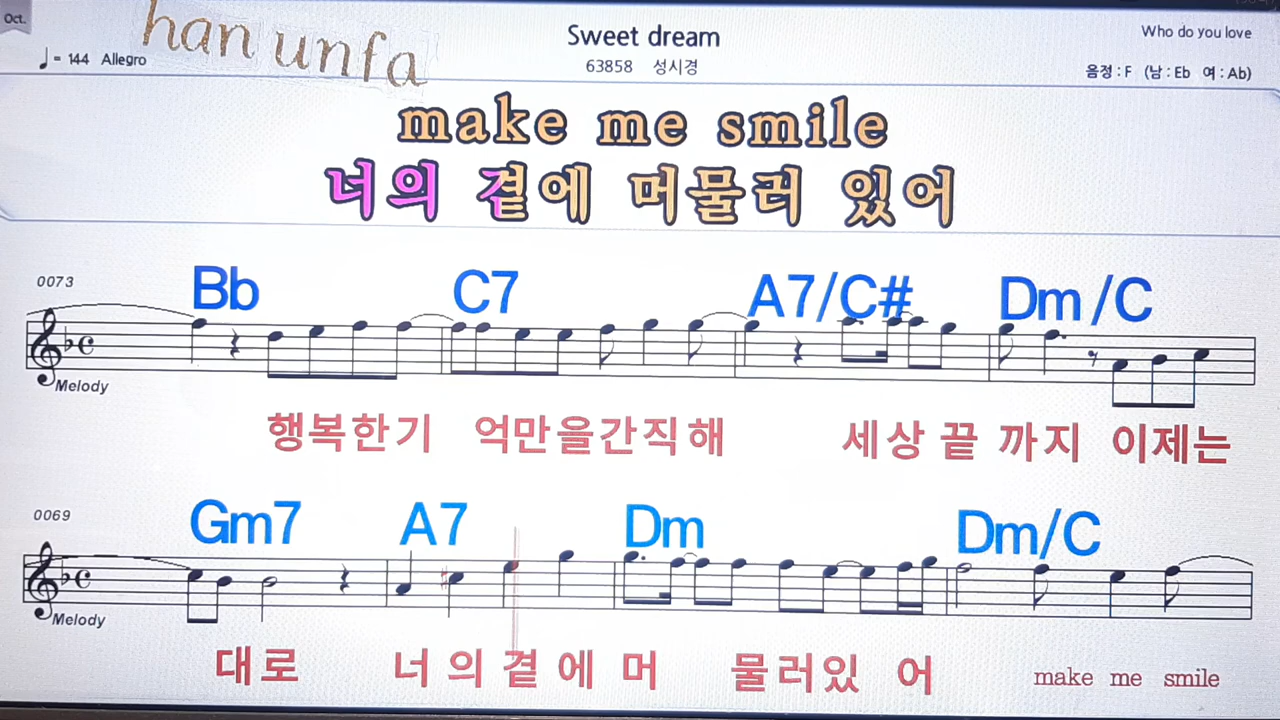 Oct.
han unfa
Sweet dream
Who do you love
♩= 144 Allegro
63858 성시경
음정 : F (남 : Eb 여 : Ab)
make me smile
너의 곁에 머물러 있어
0073
Bb C7 A7/C# Dm /C
Melody
행복한기 억만을간직해 세상 끝 까지 이제는
0069
Gm7 A7 Dm Dm/C
Melody
대로 너 의 곁 에 머 물러있 어 make me smile